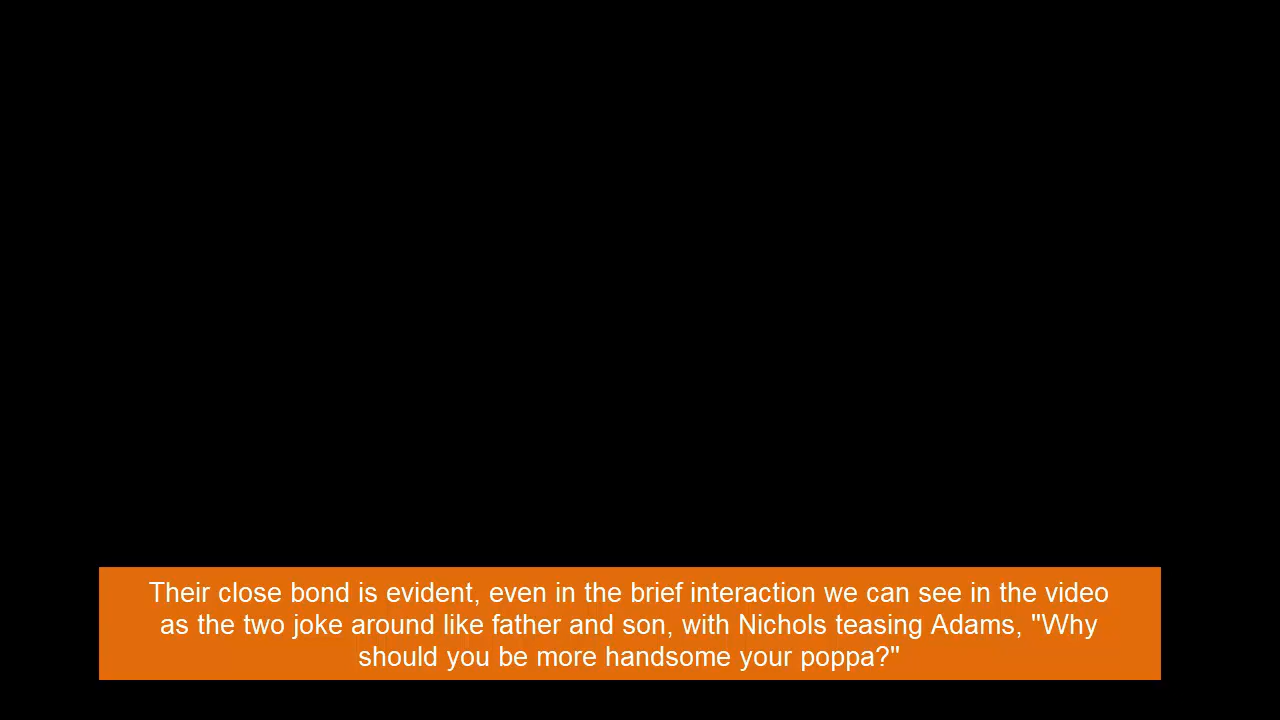 Their close bond is evident, even in the brief interaction we can see in the video
as the two joke around like father and son, with Nichols teasing Adams, "Why
should you be more handsome your poppa?"